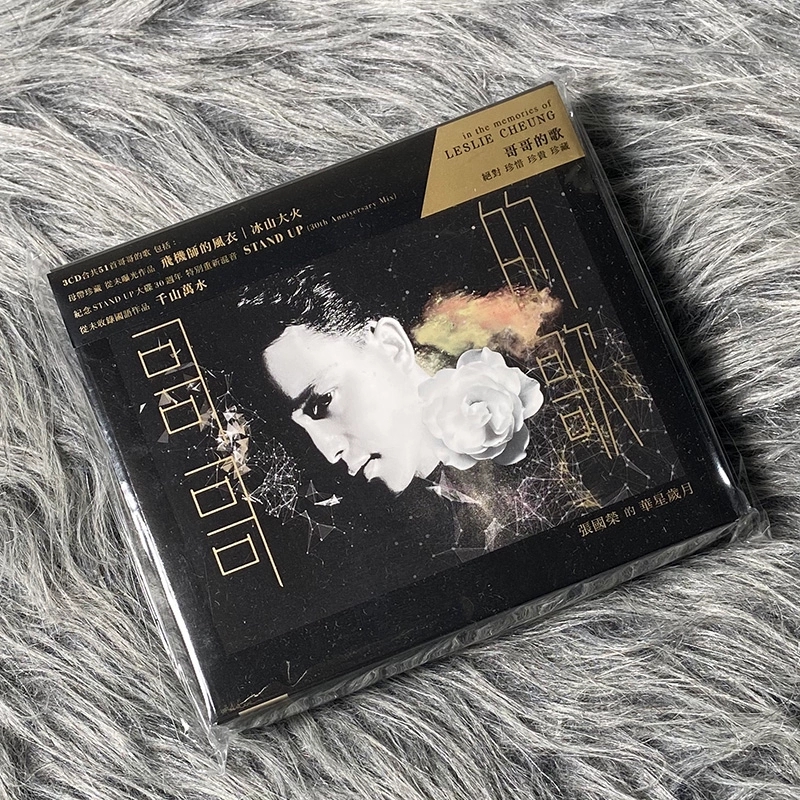 in the memories of
LESLIE CHEUNG
哥哥的歌
絕對 珍惜 珍貴 珍藏
3CD合共51首哥哥的歌 包括：
母帶珍藏 從未曝光作品 飛機師的風衣 | 冰山大火
紀念STAND UP大碟30週年 特別重新混音 STAND UP (30th Anniversary Mix)
從未收錄國語作品 千山萬水
哥哥
的歌
張國榮 的 華星歲月